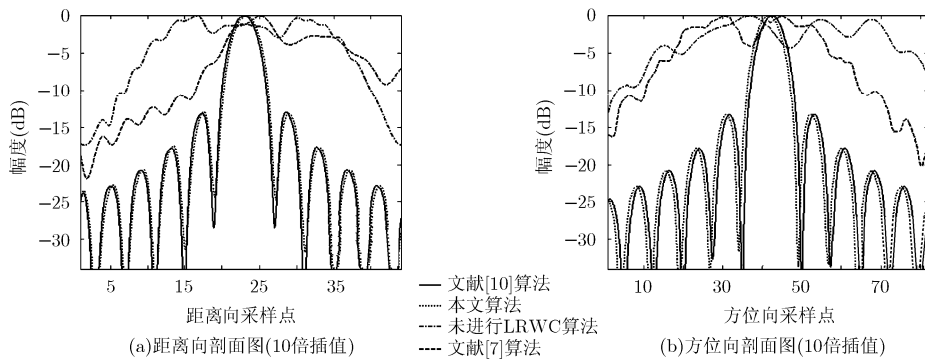 0
−5
−10
−15
−20
−25
−30
幅度(dB)
5
15
25
35
距离向采样点
(a)距离向剖面图(10倍插值)
文献[10]算法
本文算法
未进行LRWC算法
文献[7]算法
0
−5
−10
−15
−20
−25
−30
幅度(dB)
10
30
50
70
方位向采样点
(b)方位向剖面图(10倍插值)